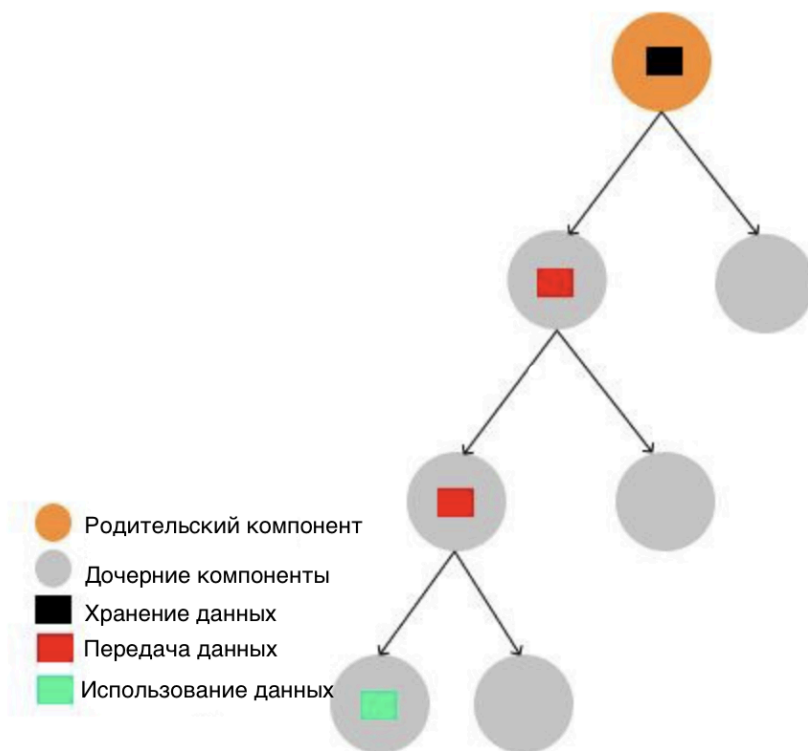 Родительский компонент
Дочерние компоненты
Хранение данных
Передача данных
Использование данных